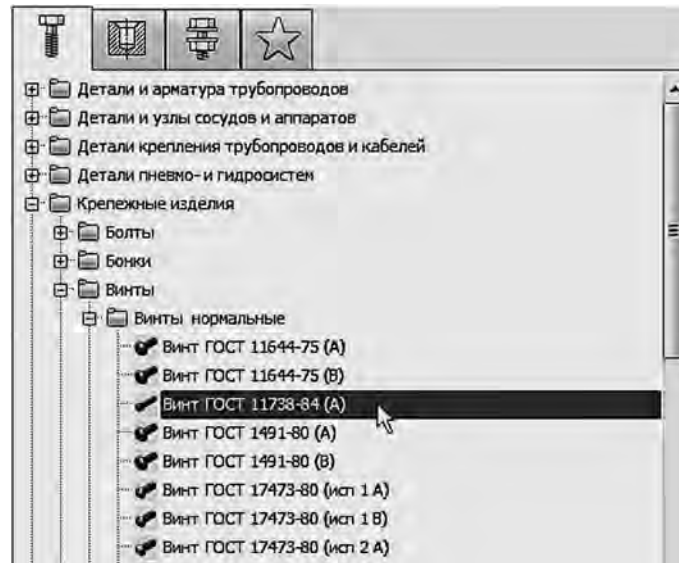 Детали и арматура трубопроводов
Детали и узлы сосудов и аппаратов
Детали крепления трубопроводов и кабелей
Детали пневмо- и гидросистем
Крепежные изделия
Болты
Бонки
Винты
Винты нормальные
Винт ГОСТ 11644-75 (А)
Винт ГОСТ 11644-75 (В)
Винт ГОСТ 11738-84 (А)
Винт ГОСТ 1491-80 (А)
Винт ГОСТ 1491-80 (В)
Винт ГОСТ 17473-80 (исп 1 А)
Винт ГОСТ 17473-80 (исп 1 В)
Винт ГОСТ 17473-80 (исп 2 А)